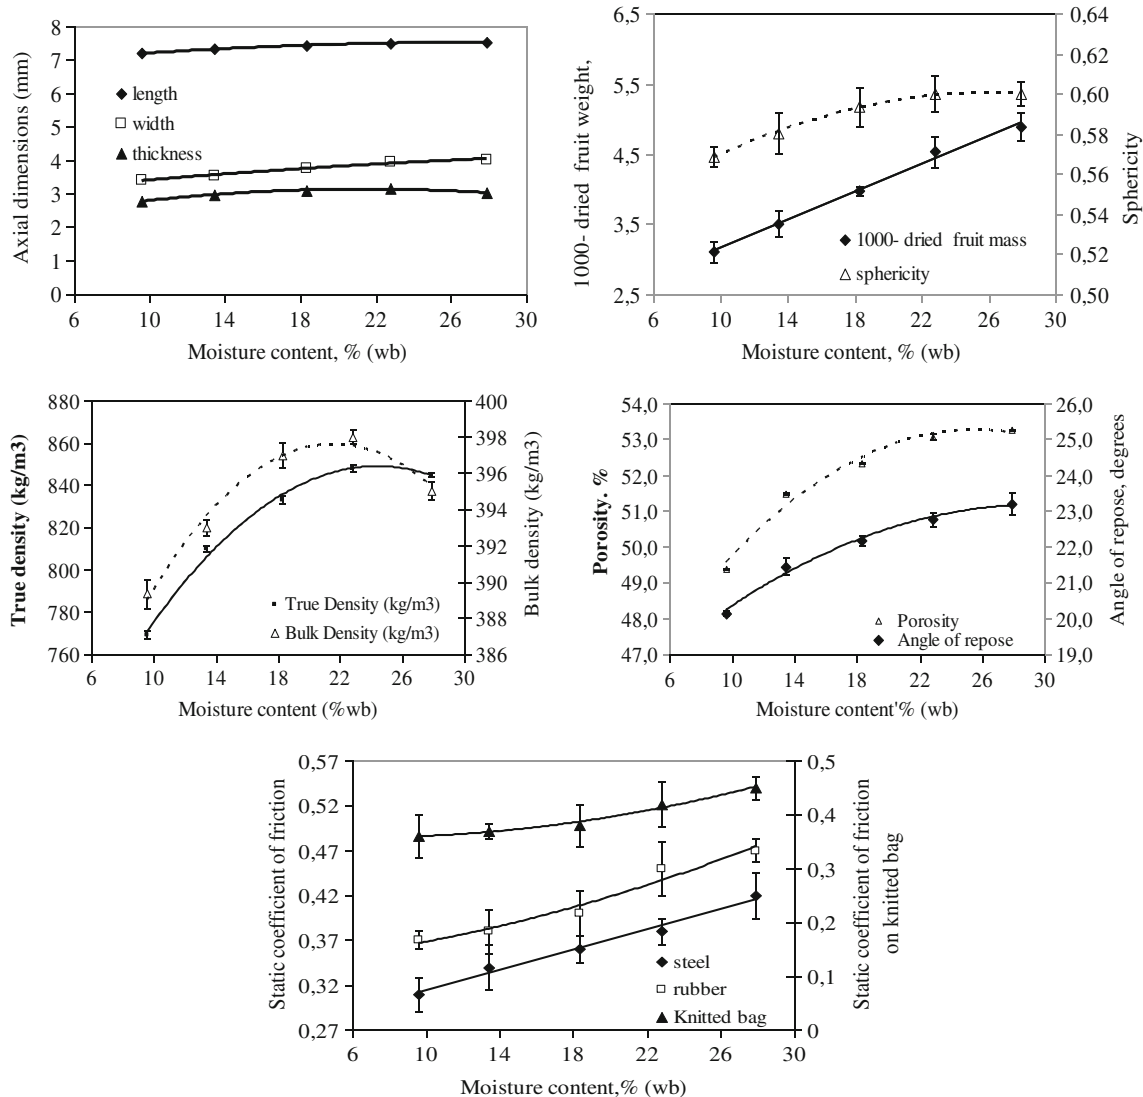 8
7
6
5
4
3
2
1
0
Axial dimensions (mm)
length
width
thickness
6 10 14 18 22 26 30
Moisture content, % (wb)
6,5
5,5
4,5
3,5
2,5
1000- dried fruit weight,
0,64
0,62
0,60
0,58
0,56
0,54
0,52
0,50
Sphericity
1000- dried fruit mass
sphericity
6 10 14 18 22 26 30
Moisture content, % (wb)
880
860
840
820
800
780
760
True density (kg/m3)
400
398
396
394
392
390
388
386
Bulk density (kg/m3)
True Density (kg/m3)
Bulk Density (kg/m3)
6 10 14 18 22 26 30
Moisture content (%wb)
54,0
53,0
52,0
51,0
50,0
49,0
48,0
47,0
Porosity. %
26,0
25,0
24,0
23,0
22,0
21,0
20,0
19,0
Angle of repose, degrees
Porosity
Angle of repose
6 10 14 18 22 26 30
Moisture content'% (wb)
0,57
0,52
0,47
0,42
0,37
0,32
0,27
Static coefficient of friction
0,5
0,4
0,3
0,2
0,1
0
Static coefficient of friction
on knitted bag
steel
rubber
Knitted bag
6 10 14 18 22 26 30
Moisture content,% (wb)